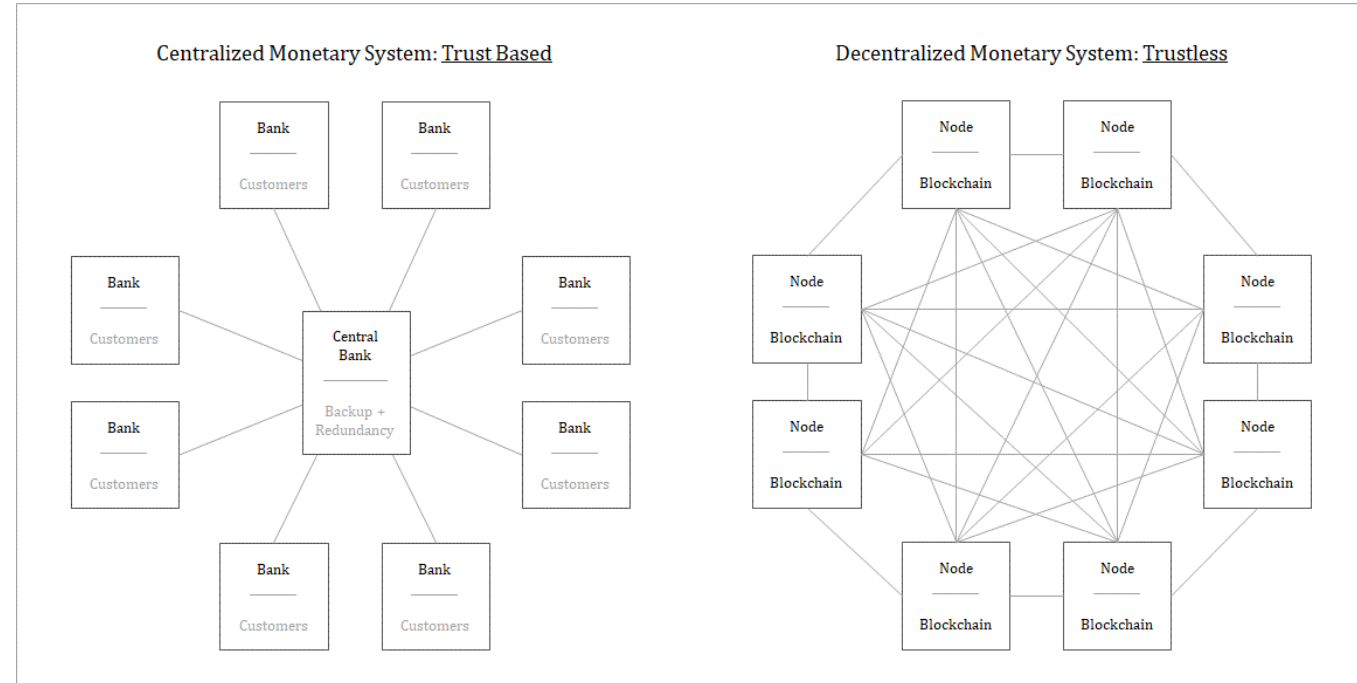 Centralized Monetary System: Trust Based
Bank
Customers
Bank
Customers
Bank
Customers
Bank
Customers
Central
Bank
Backup +
Redundancy
Bank
Customers
Bank
Customers
Bank
Customers
Bank
Customers
Decentralized Monetary System: Trustless
Node
Blockchain
Node
Blockchain
Node
Blockchain
Node
Blockchain
Node
Blockchain
Node
Blockchain
Node
Blockchain
Node
Blockchain